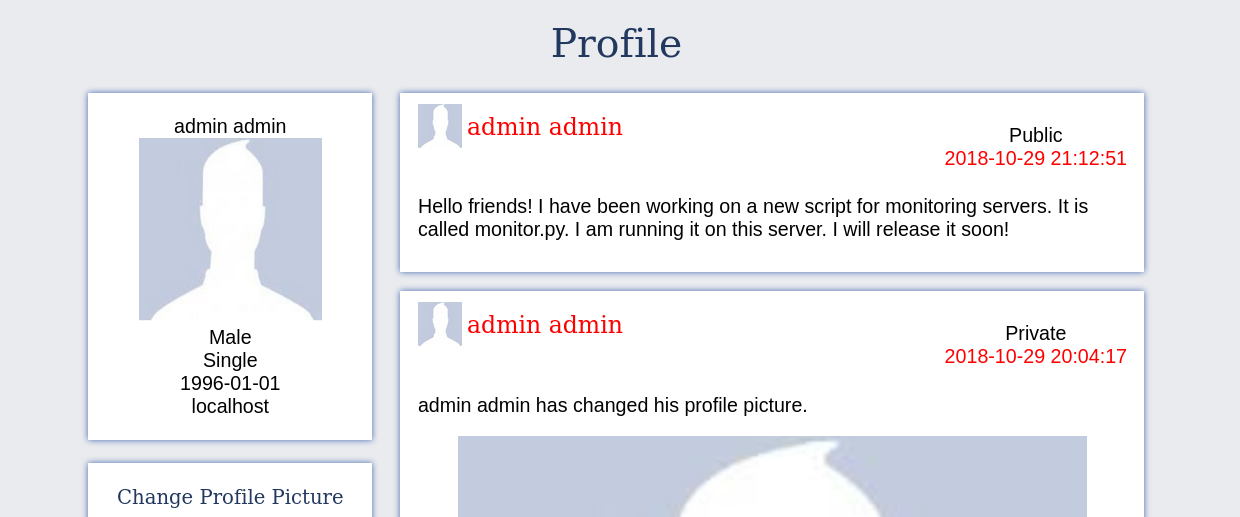 Profile
admin admin
Male
Single
1996-01-01
localhost
Change Profile Picture
admin admin
Public
2018-10-29 21:12:51
Hello friends! I have been working on a new script for monitoring servers. It is
called monitor.py. I am running it on this server. I will release it soon!
admin admin
Private
2018-10-29 20:04:17
admin admin has changed his profile picture.